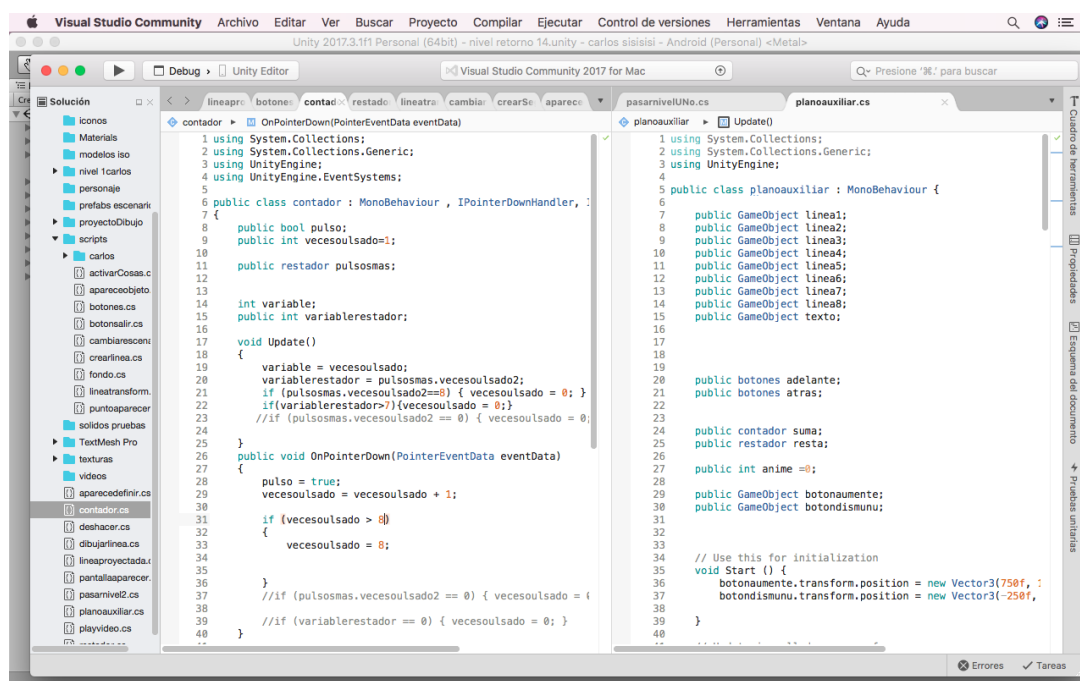 Visual Studio Community Archivo Editar Ver Buscar Proyecto Compilar Ejecutar Control de versiones Herramientas Ventana Ayuda
Unity 2017.3.1f1 Personal (64bit) - nivel retorno 14.unity - carlos sisisisi - Android (Personal) <Metal>
Debug › Unity Editor
Visual Studio Community 2017 for Mac
Presione '⌘.' para buscar
Cre
Solución
iconos
Materials
modelos iso
nivel 1carlos
personaje
prefabs escenario
proyectoDibujo
scripts
carlos
activarCosas.c
apareceobjeto
botones.cs
botonsalir.cs
cambiarescena
crearlinea.cs
fondo.cs
lineatransform.
puntoaparecer
solidos pruebas
TextMesh Pro
texturas
videos
aparecedefinir.cs
contador.cs
deshacer.cs
dibujarlinea.cs
lineaproyectada.c
pantallaaparecer.
pasarnivel2.cs
planoauxiliar.cs
playvideo.cs
lineapro botones contad restado lineatra cambiar crearSe aparece
contador ▸ OnPointerDown(PointerEventData eventData)
1 using System.Collections;
2 using System.Collections.Generic;
3 using UnityEngine;
4 using UnityEngine.EventSystems;
5
6 public class contador : MonoBehaviour , IPointerDownHandler, I
7 {
8 public bool pulso;
9 public int vecesoulsado=1;
10
11 public restador pulsosmas;
12
13
14 int variable;
15 public int variablerestador;
16
17 void Update()
18 {
19 variable = vecesoulsado;
20 variablerestador = pulsosmas.vecesoulsado2;
21 if (pulsosmas.vecesoulsado2==8) { vecesoulsado = 0; }
22 if(variablerestador>7){vecesoulsado = 0;}
23 //if (pulsosmas.vecesoulsado2 == 0) { vecesoulsado = 0;
24
25 }
26 public void OnPointerDown(PointerEventData eventData)
27 {
28 pulso = true;
29 vecesoulsado = vecesoulsado + 1;
30
31 if (vecesoulsado > 8)
32 {
33 vecesoulsado = 8;
34
35
36 }
37 //if (pulsosmas.vecesoulsado2 == 0) { vecesoulsado = 0
38
39 //if (variablerestador == 0) { vecesoulsado = 0; }
40 }
pasarnivelUNo.cs planoauxiliar.cs
planoauxiliar ▸ Update()
1 using System.Collections;
2 using System.Collections.Generic;
3 using UnityEngine;
4
5 public class planoauxiliar : MonoBehaviour {
6
7 public GameObject linea1;
8 public GameObject linea2;
9 public GameObject linea3;
10 public GameObject linea4;
11 public GameObject linea5;
12 public GameObject linea6;
13 public GameObject linea7;
14 public GameObject linea8;
15 public GameObject texto;
16
17
18
19
20 public botones adelante;
21 public botones atras;
22
23
24 public contador suma;
25 public restador resta;
26
27 public int anime =0;
28
29 public GameObject botonaumente;
30 public GameObject botondismunu;
31
32
33
34 // Use this for initialization
35 void Start () {
36 botonaumente.transform.position = new Vector3(750f, 1
37 botondismunu.transform.position = new Vector3(-250f,
38
39 }
40
Cuadro de herramientas
Propiedades
Esquema del documento
Pruebas unitarias
Errores
Tareas